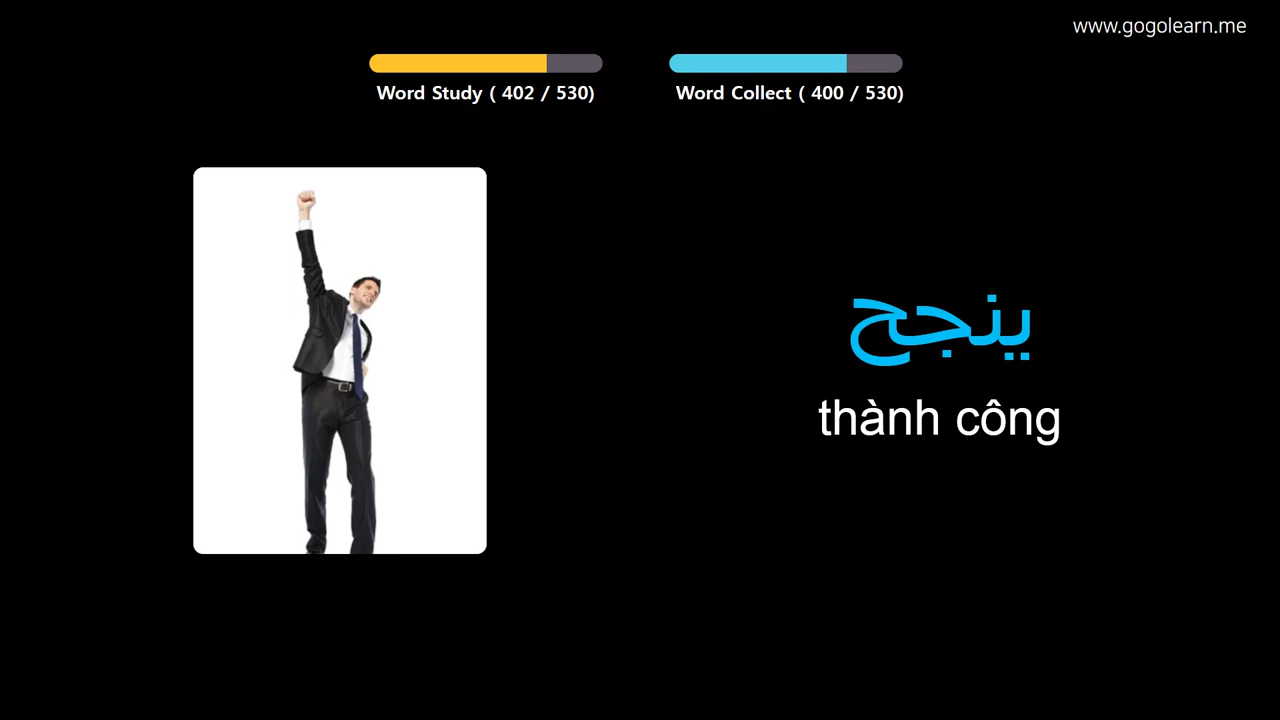 www.gogolearn.me
Word Study ( 402 / 530)
Word Collect ( 400 / 530)
ينجح
thành công